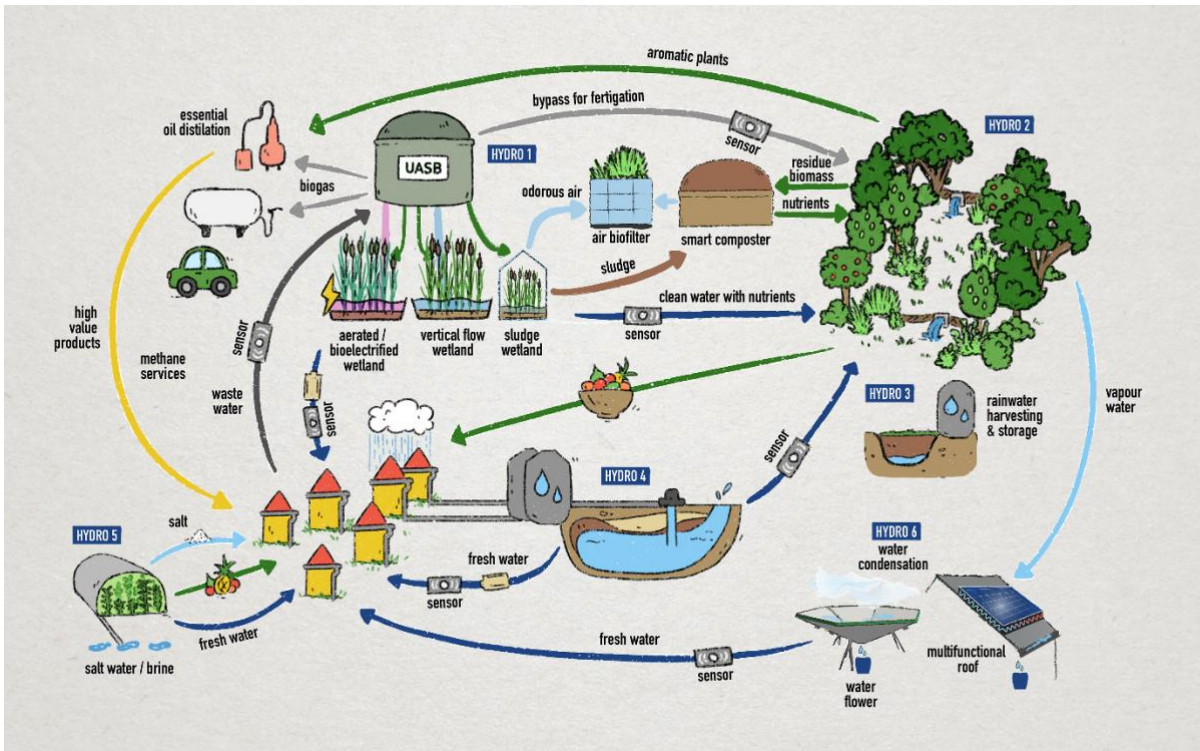 aromatic plants
bypass for fertigation
essential
oil distilation
sensor
HYDRO 2
HYDRO 1
UASB
biogas
odorous air
residue
biomass
nutrients
air biofilter
smart composter
sludge
clean water with nutrients
sensor
high
value
products
methane
services
sensor
waste
water
aerated /
bioelectrified
wetland
vertical flow
wetland
sludge
wetland
sensor
HYDRO 3
rainwater
harvesting
& storage
vapour
water
sensor
HYDRO 4
HYDRO 5
salt
fresh water
salt water / brine
fresh water
sensor
HYDRO 6
water
condensation
fresh water
sensor
water
flower
multifunctional
roof